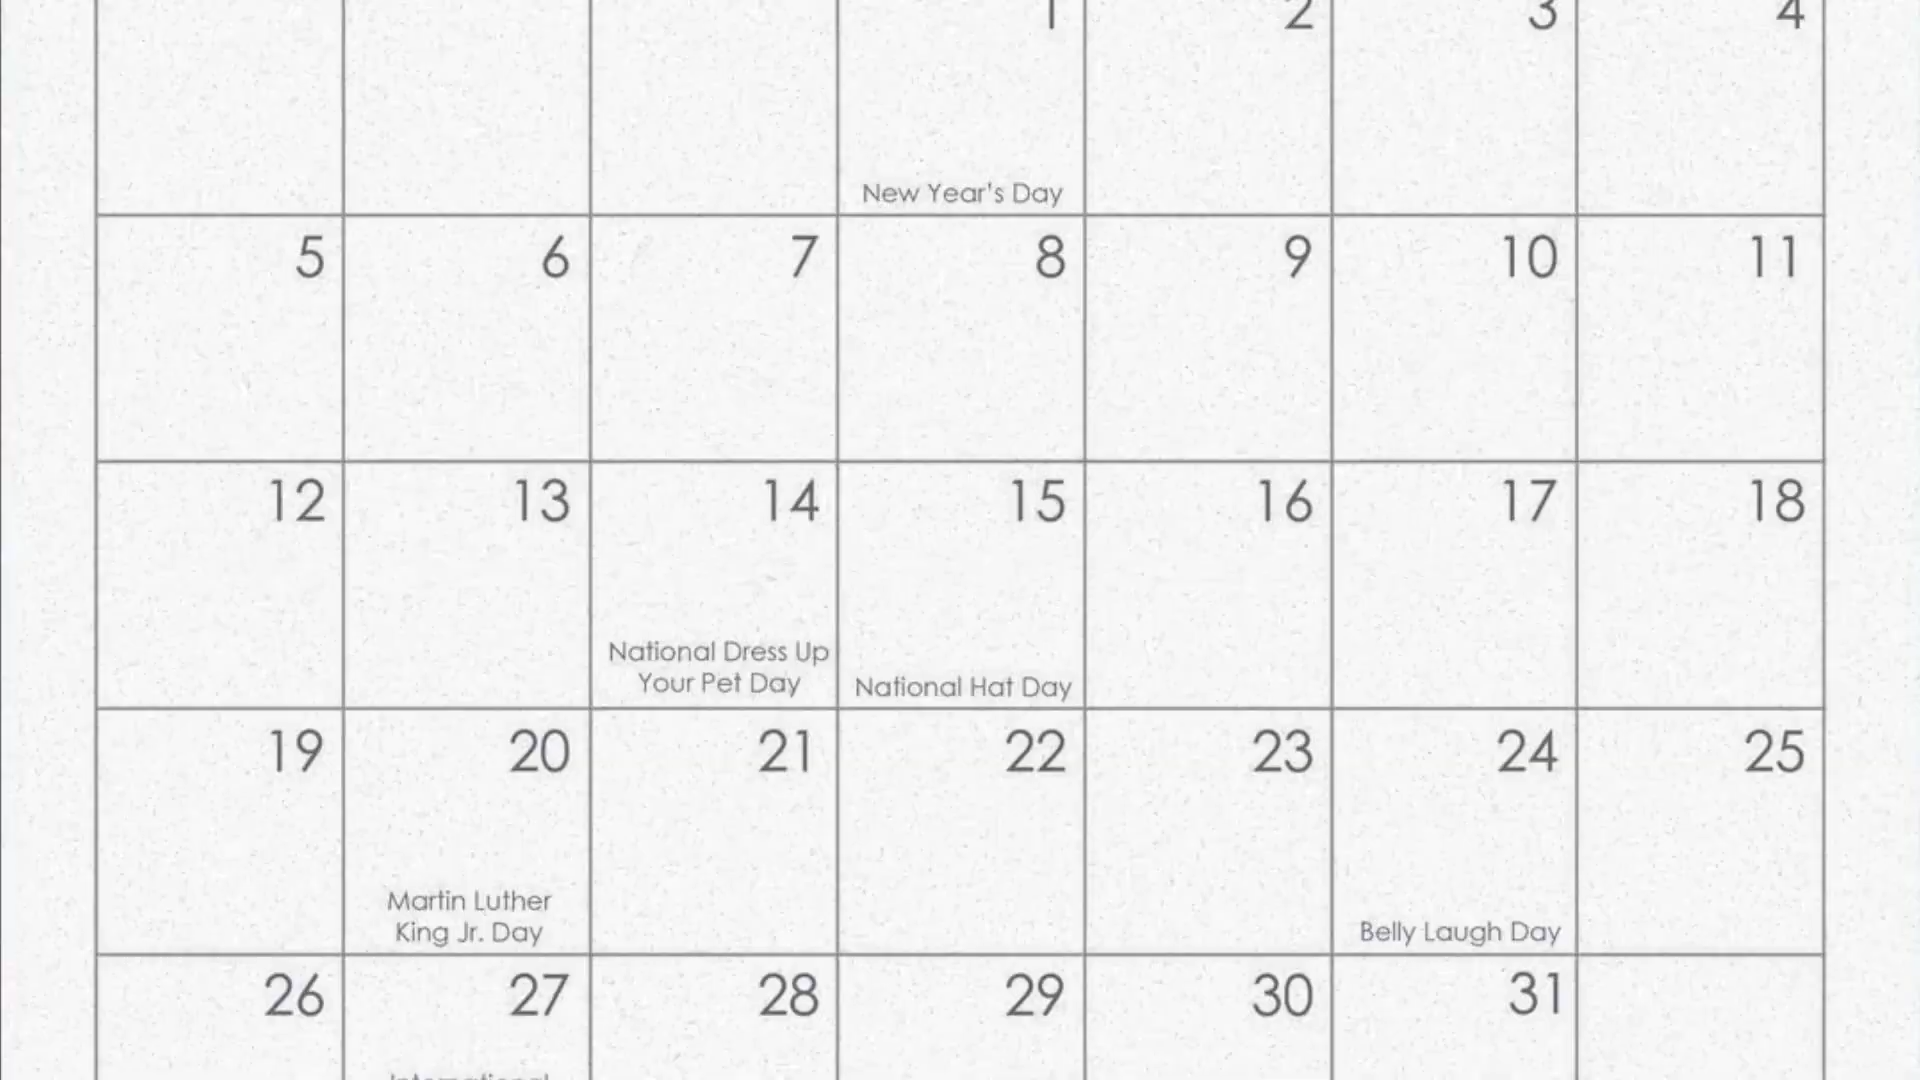 1 2 3 4
New Year's Day
5 6 7 8 9 10 11
12 13 14 15 16 17 18
National Dress Up
Your Pet Day
National Hat Day
19 20 21 22 23 24 25
Martin Luther
King Jr. Day
Belly Laugh Day
26 27 28 29 30 31
International